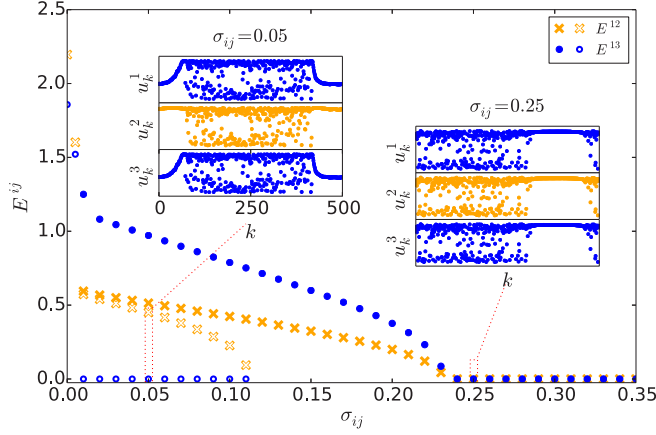 2.5
2.0
1.5
1.0
0.5
0.0
E^{ij}
0.00
0.05
0.10
0.15
0.20
0.25
0.30
0.35
σ_{ij}
E^{12}
E^{13}
σ_{ij}=0.05
u_k^1
u_k^2
u_k^3
0
250
500
k
σ_{ij}=0.25
u_k^1
u_k^2
u_k^3
k